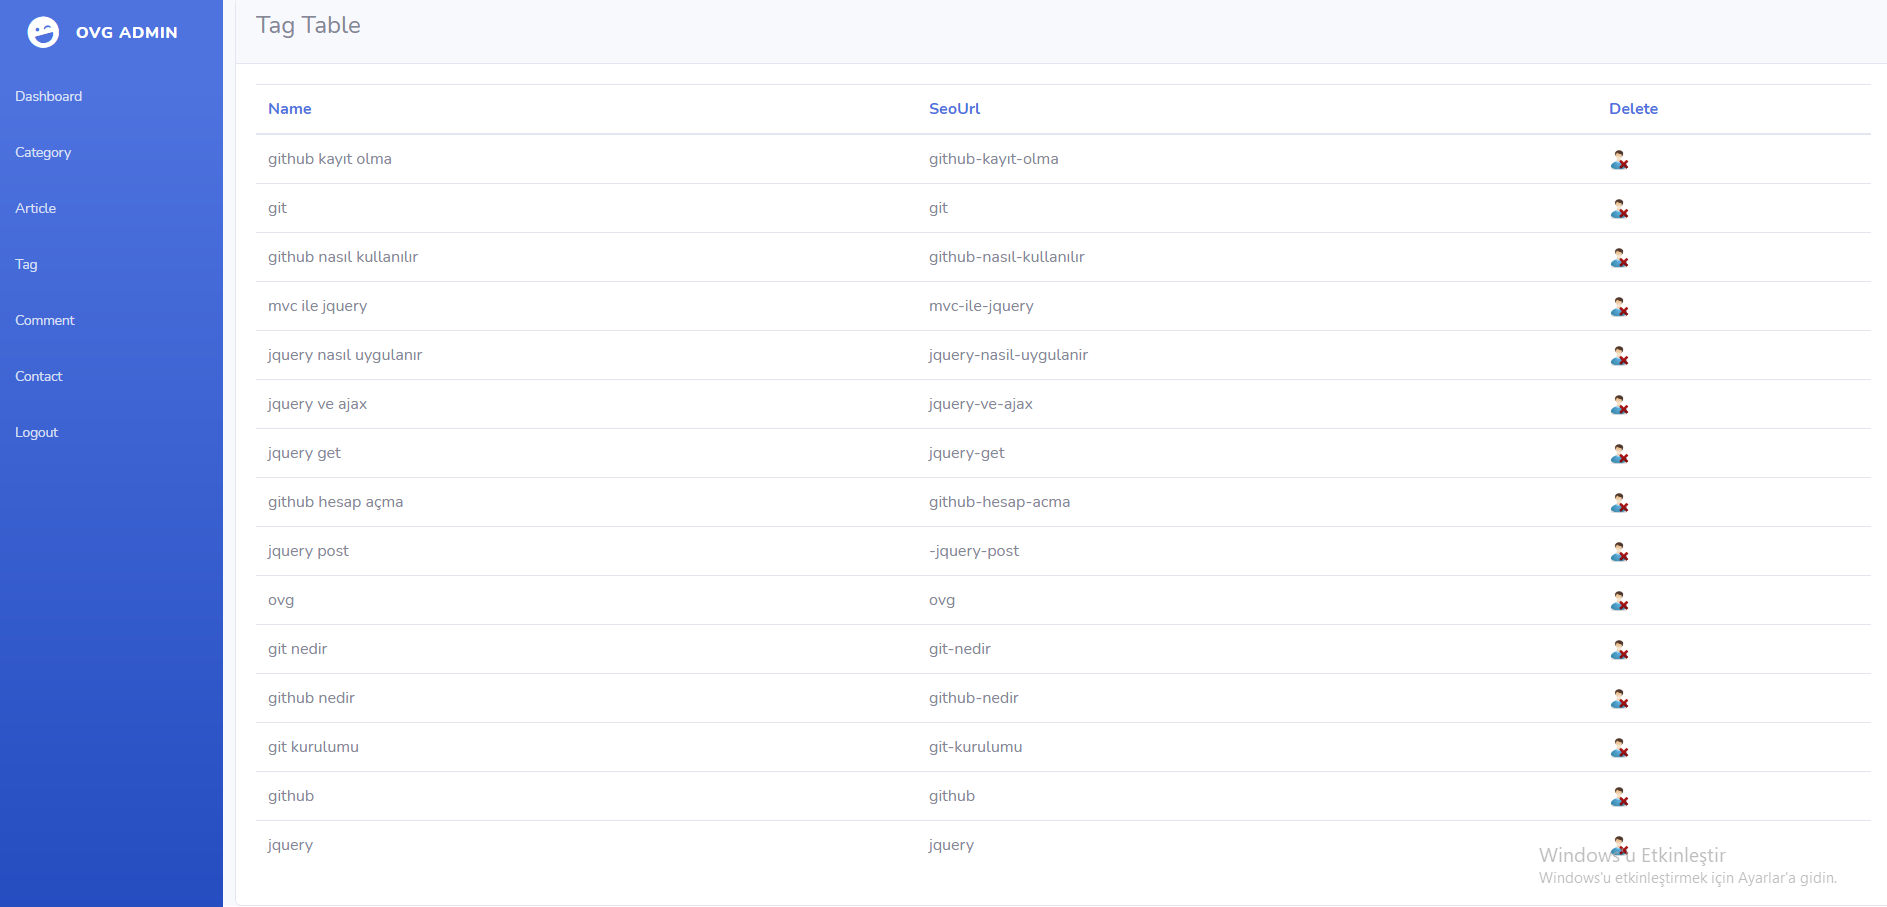 OVG ADMIN
Dashboard
Category
Article
Tag
Comment
Contact
Logout
Tag Table
Name SeoUrl Delete
github kayıt olma github-kayıt-olma
git git
github nasıl kullanılır github-nasıl-kullanılır
mvc ile jquery mvc-ile-jquery
jquery nasıl uygulanır jquery-nasil-uygulanir
jquery ve ajax jquery-ve-ajax
jquery get jquery-get
github hesap açma github-hesap-acma
jquery post -jquery-post
ovg ovg
git nedir git-nedir
github nedir github-nedir
git kurulumu git-kurulumu
github github
jquery jquery
Windows'u Etkinleştir
Windows'u etkinleştirmek için Ayarlar'a gidin.